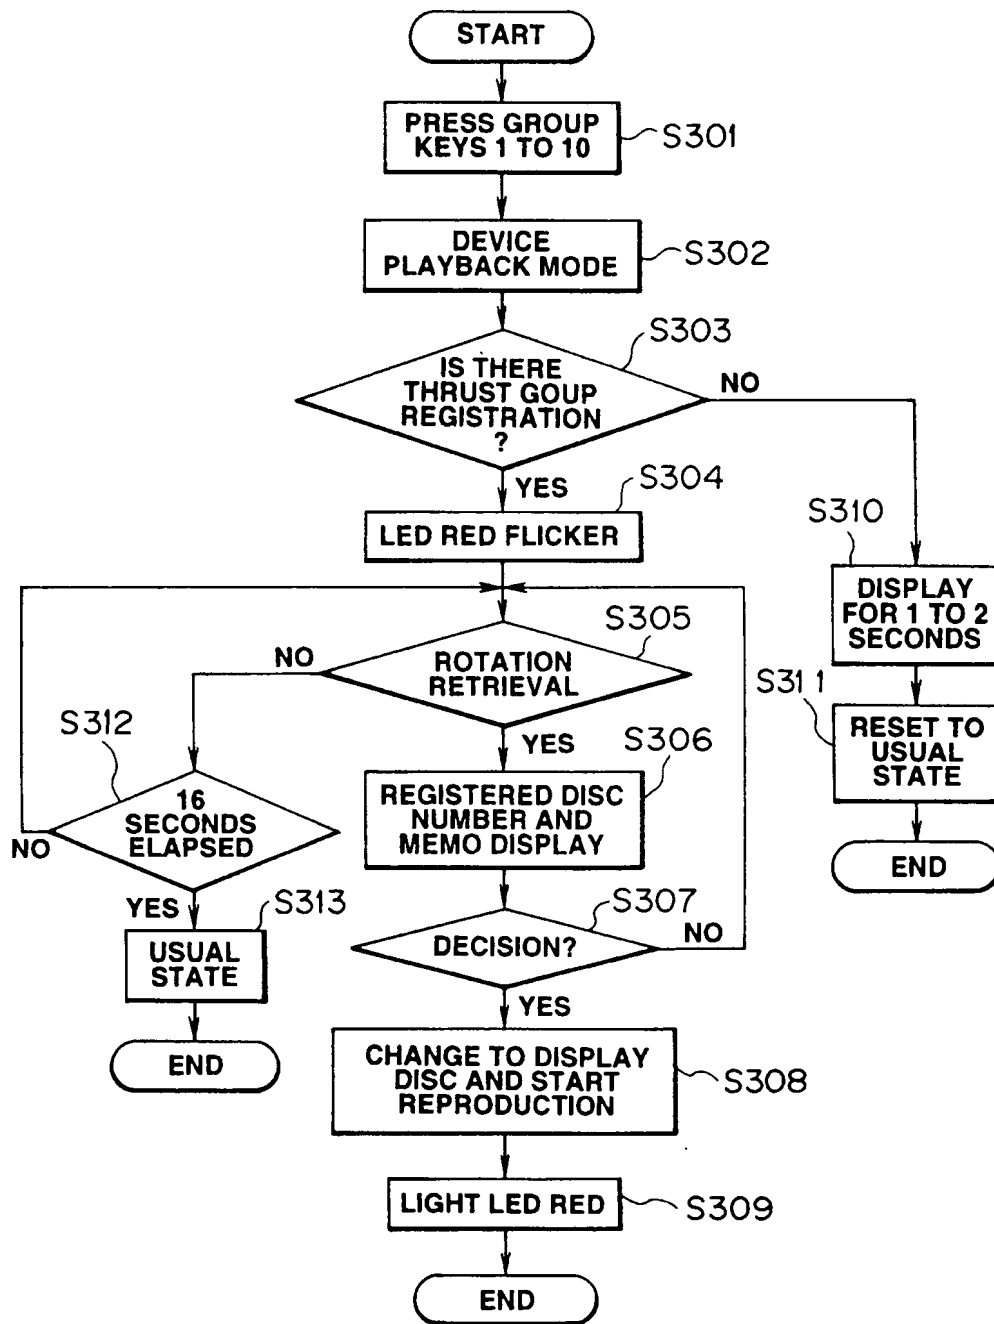 START
PRESS GROUP
KEYS 1 TO 10
S301
DEVICE
PLAYBACK MODE
S302
S303
IS THERE
THRUST GOUP
REGISTRATION
?
NO
YES
S304
LED RED FLICKER
S310
DISPLAY
FOR 1 TO 2
SECONDS
S305
NO
ROTATION
RETRIEVAL
S311
RESET TO
USUAL
STATE
S312
YES
S306
16
SECONDS
ELAPSED
NO
REGISTERED DISC
NUMBER AND
MEMO DISPLAY
END
YES
S313
S307
DECISION?
NO
USUAL
STATE
YES
END
CHANGE TO DISPLAY
DISC AND START
REPRODUCTION
S308
LIGHT LED RED
S309
END